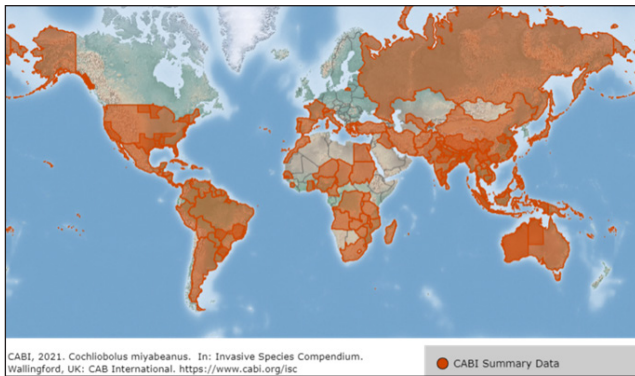 CABI, 2021. Cochliobolus miyabeanus. In: Invasive Species Compendium.
Wallingford, UK: CAB International. https://www.cabi.org/isc
CABI Summary Data